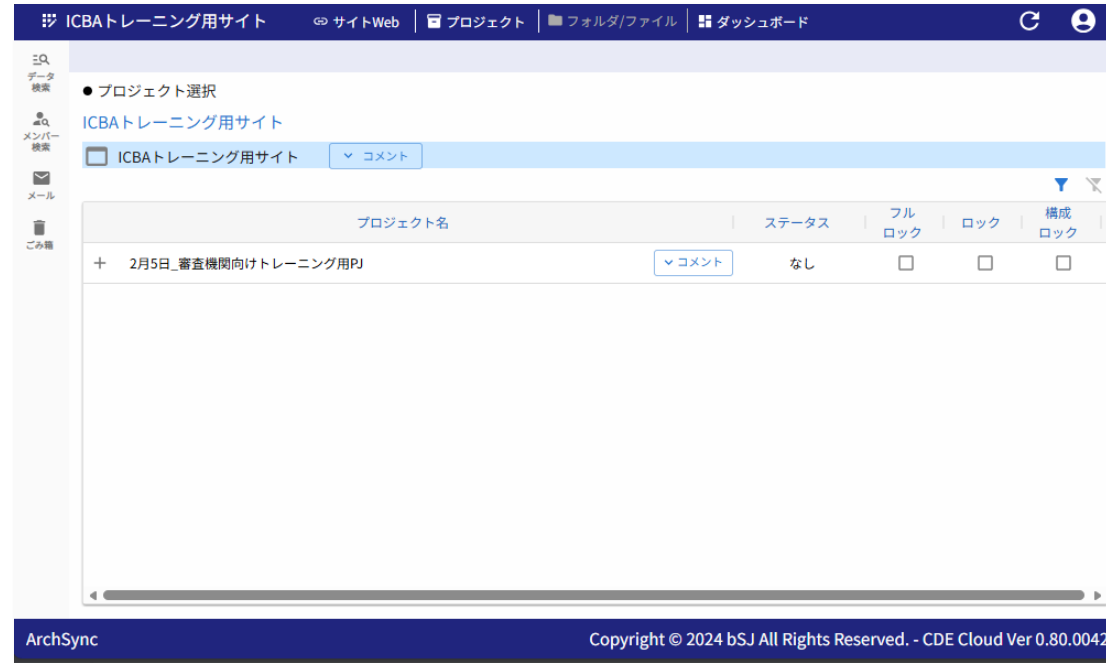 ICBAトレーニング用サイト サイトWeb プロジェクト フォルダ/ファイル ダッシュボード
データ
検索
メンバー
検索
メール
ごみ箱
● プロジェクト選択
ICBAトレーニング用サイト
ICBAトレーニング用サイト コメント
プロジェクト名 ステータス フル
ロック ロック 構成
ロック
2月5日_審査機関向けトレーニング用PJ コメント なし
ArchSync Copyright © 2024 bSJ All Rights Reserved. - CDE Cloud Ver 0.80.0042